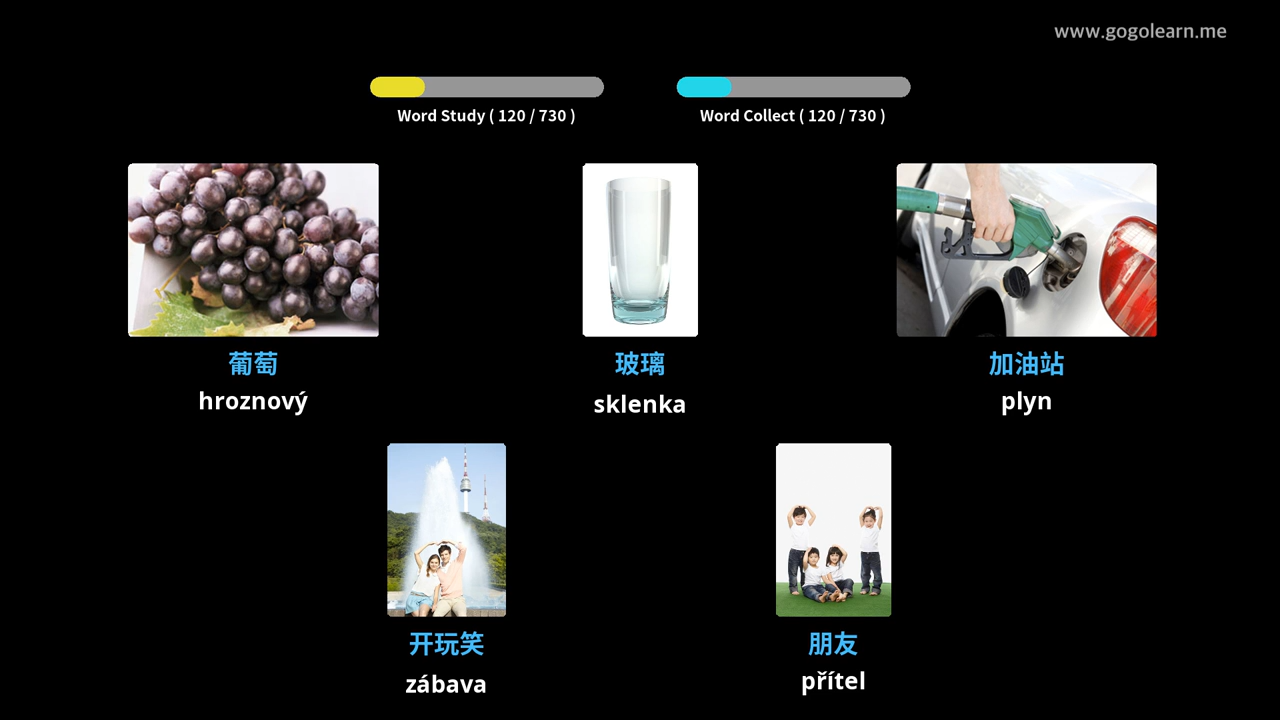 www.gogolearn.me
Word Study ( 120 / 730 )
Word Collect ( 120 / 730 )
葡萄
hroznový
玻璃
sklenka
加油站
plyn
开玩笑
zábava
朋友
přítel